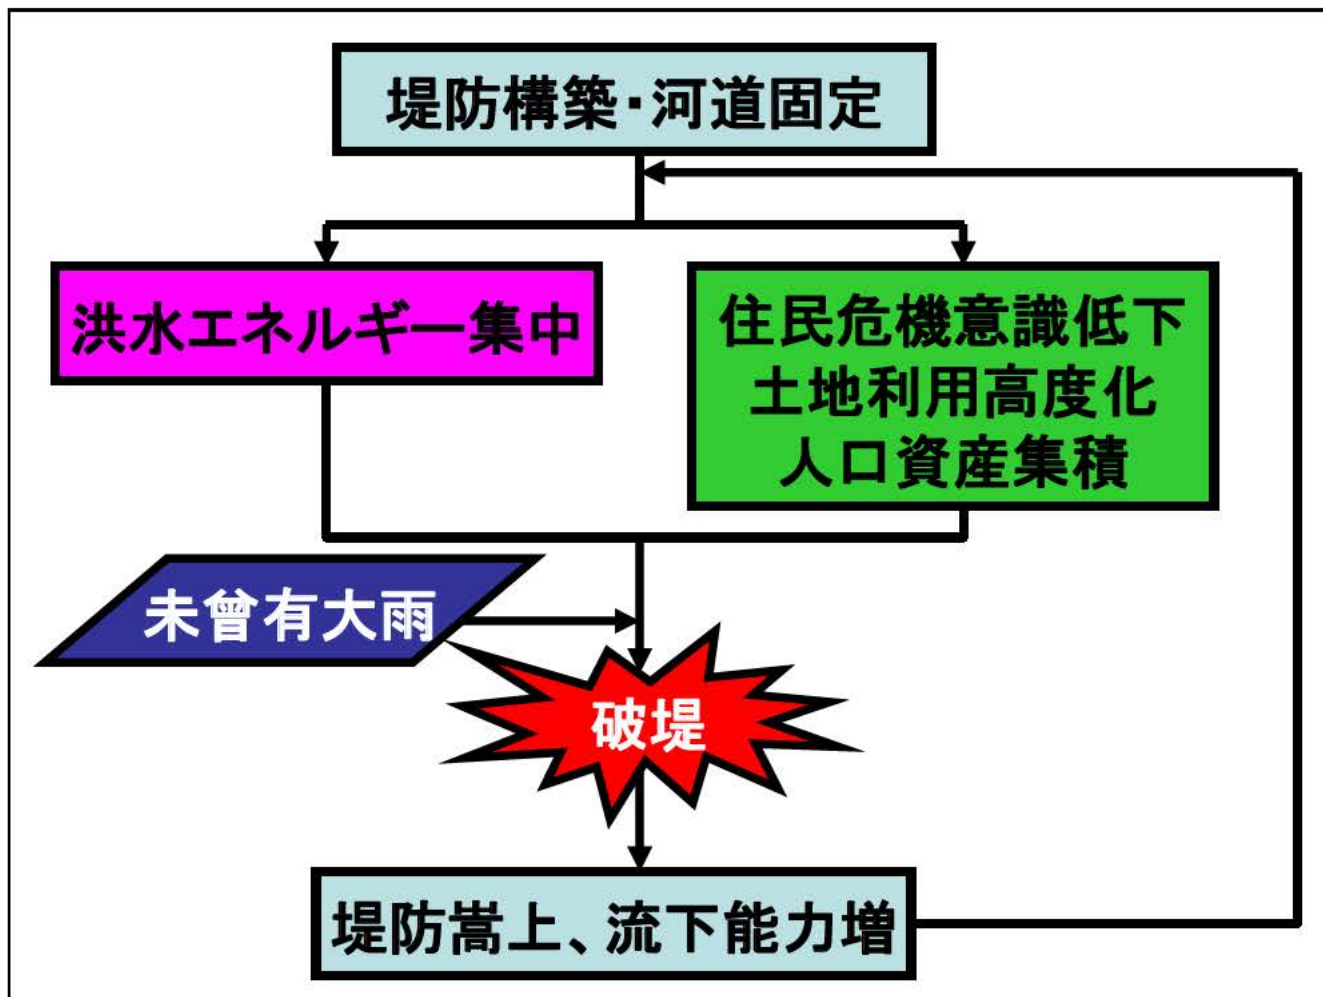 堤防構築・河道固定
洪水エネルギー集中
住民危機意識低下
土地利用高度化
人口資産集積
未曾有大雨
破堤
堤防嵩上、流下能力増